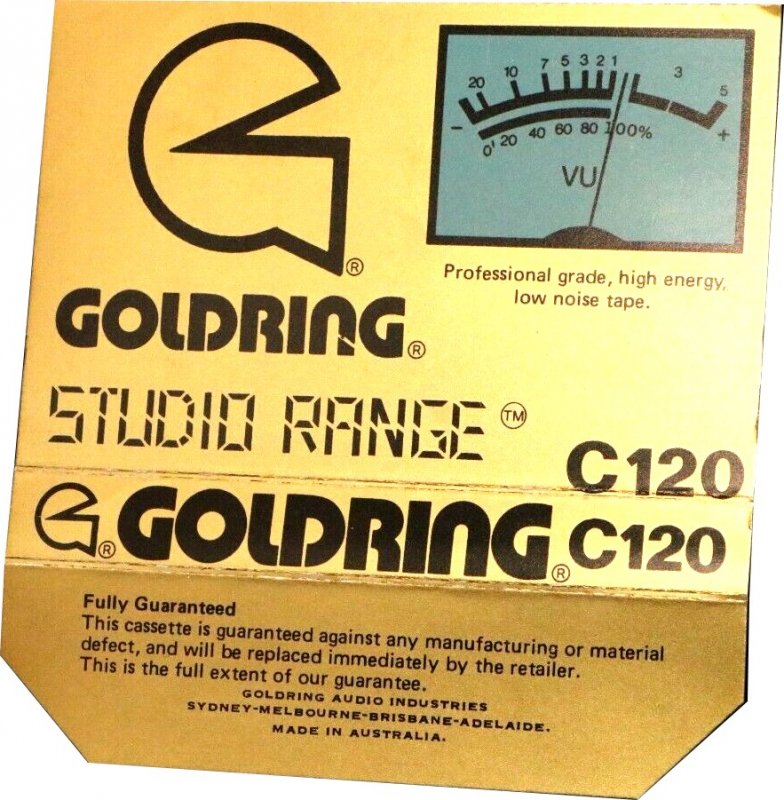 20 10 7 5 3 2 1 3 5
- +
0 20 40 60 80 100%
VU
®
Professional grade, high energy,
low noise tape.
GOLDRING®
STUDIO RANGE™
C120
® GOLDRING® C120
Fully Guaranteed
This cassette is guaranteed against any manufacturing or material
defect, and will be replaced immediately by the retailer.
This is the full extent of our guarantee.
GOLDRING AUDIO INDUSTRIES
SYDNEY-MELBOURNE-BRISBANE-ADELAIDE.
MADE IN AUSTRALIA.